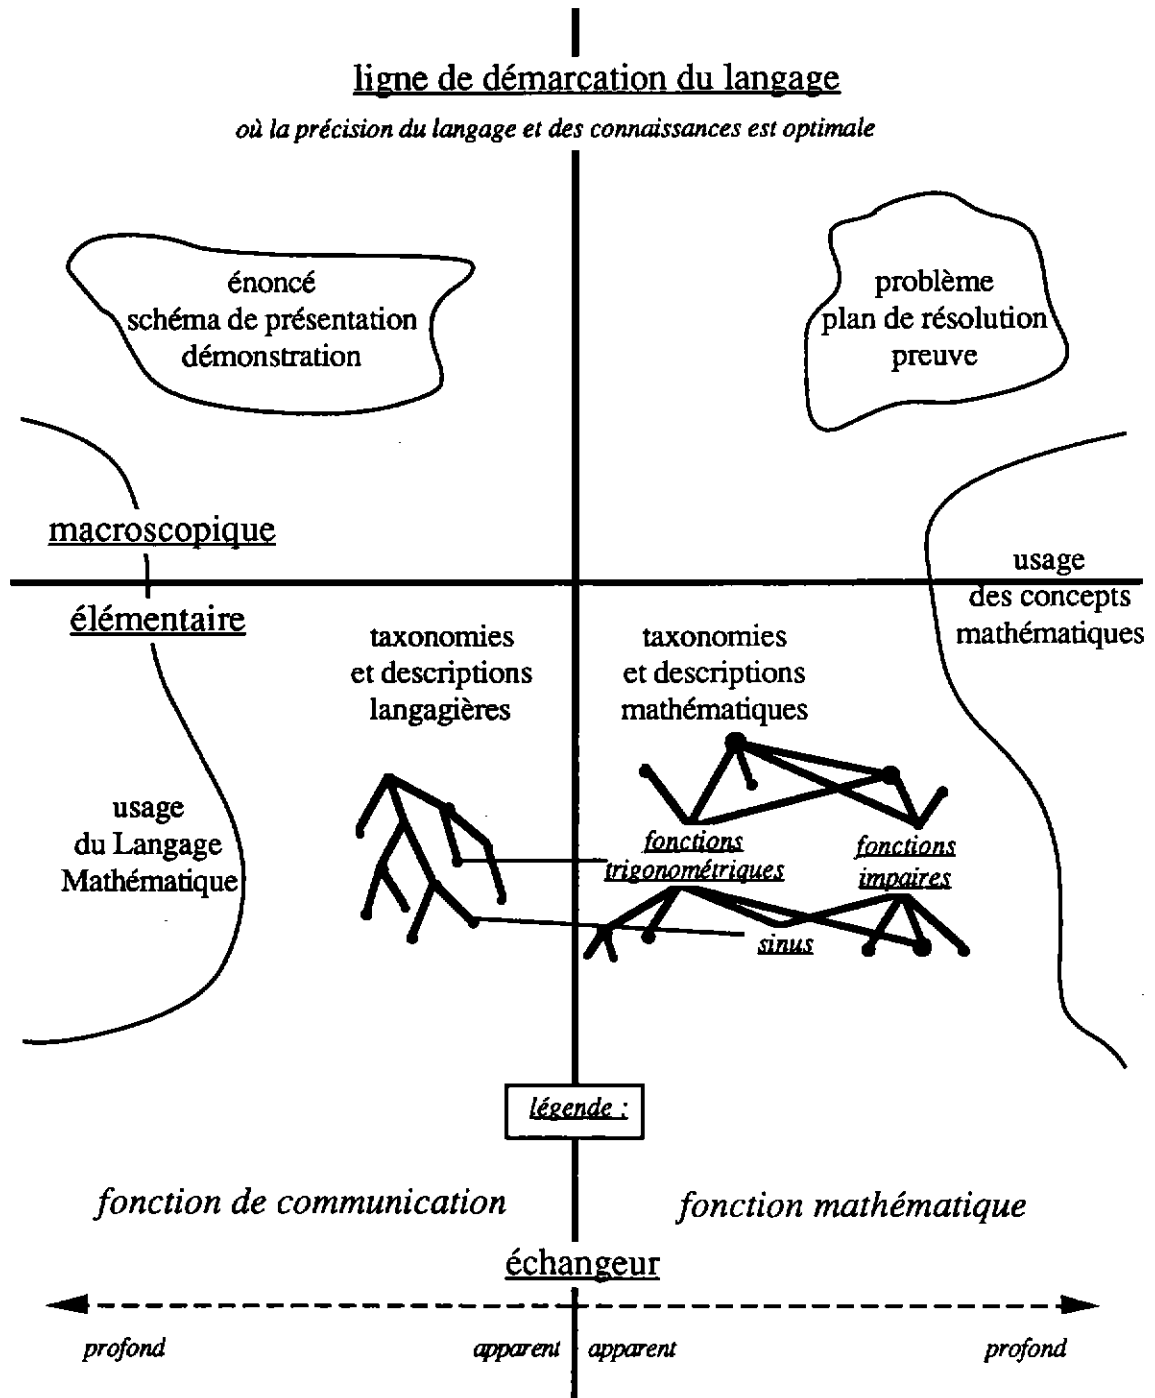 ligne de démarcation du langage
où la précision du langage et des connaissances est optimale
énoncé
schéma de présentation
démonstration
problème
plan de résolution
preuve
macroscopique
élémentaire
usage
des concepts
mathématiques
taxonomies
et descriptions
langagières
taxonomies
et descriptions
mathématiques
usage
du Langage
Mathématique
fonctions
trigonométriques
fonctions
impaires
sinus
légende :
fonction de communication
fonction mathématique
échangeur
profond
apparent
apparent
profond